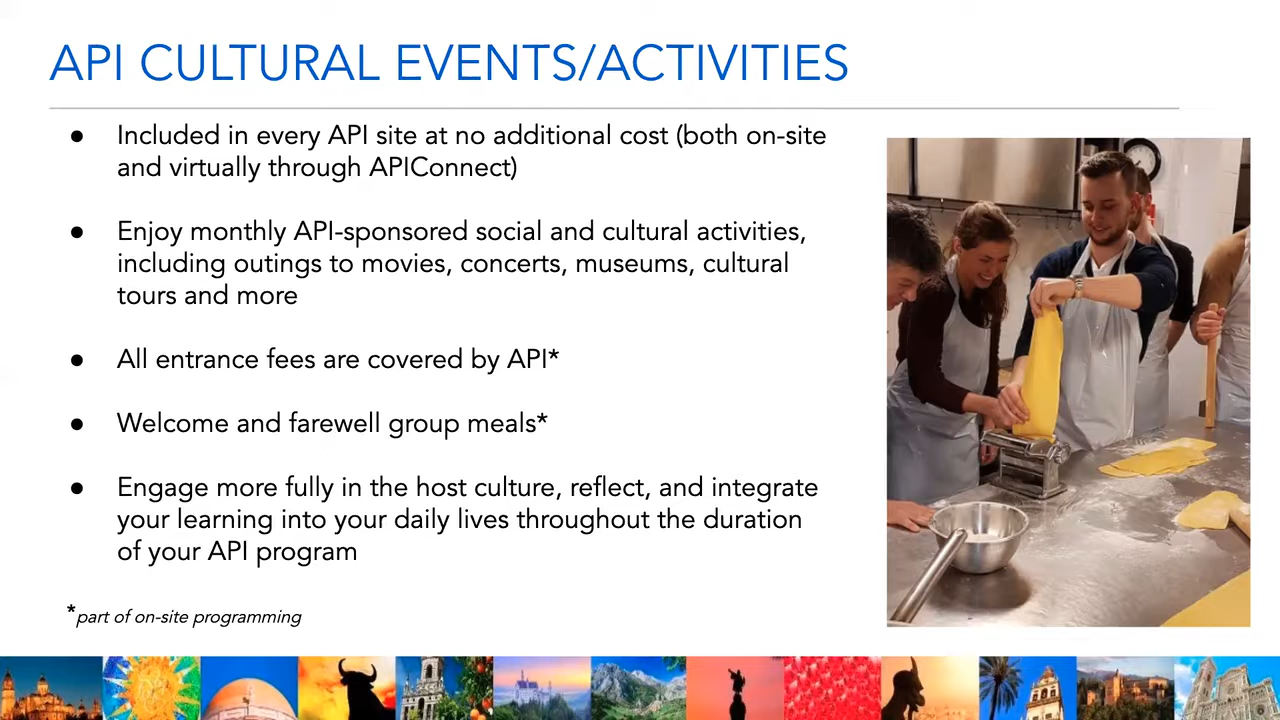 API CULTURAL EVENTS/ACTIVITIES
● Included in every API site at no additional cost (both on-site
and virtually through APIConnect)
● Enjoy monthly API-sponsored social and cultural activities,
including outings to movies, concerts, museums, cultural
tours and more
● All entrance fees are covered by API*
● Welcome and farewell group meals*
● Engage more fully in the host culture, reflect, and integrate
your learning into your daily lives throughout the duration
of your API program
*part of on-site programming